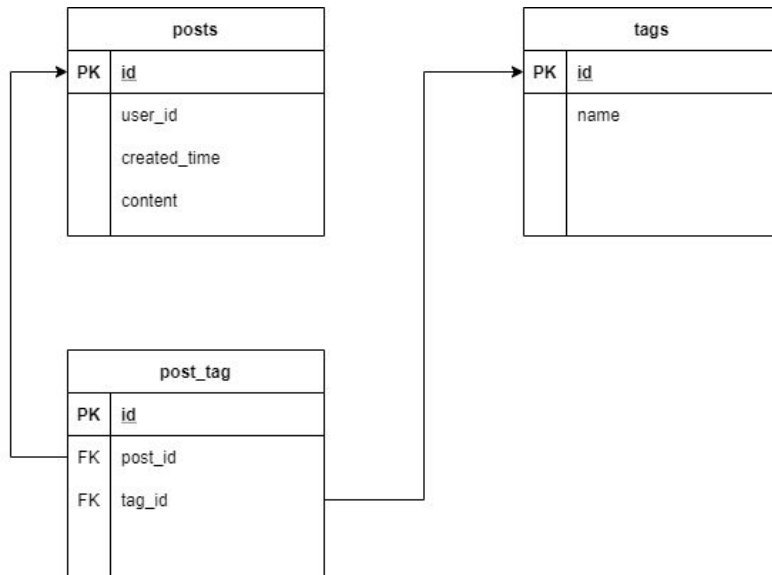 posts
PK id
user_id
created_time
content
tags
PK id
name
post_tag
PK id
FK post_id
FK tag_id